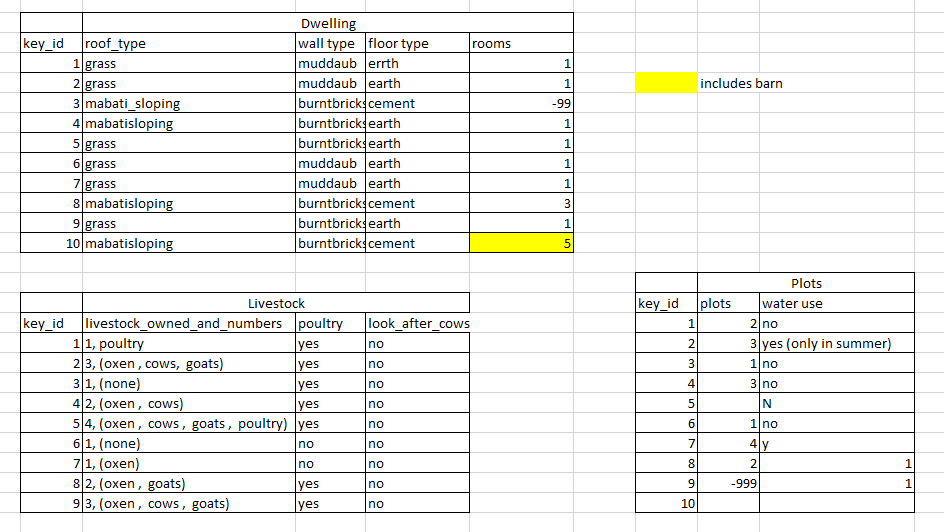 Dwelling
key_id roof_type wall type floor type rooms
1 grass muddaub errth 1
2 grass muddaub earth 1
includes barn
3 mabati_sloping burntbricks cement -99
4 mabatisloping burntbricks earth 1
5 grass burntbricks earth 1
6 grass muddaub earth 1
7 grass muddaub earth 1
8 mabatisloping burntbricks cement 3
9 grass burntbricks earth 1
10 mabatisloping burntbricks cement 5
Livestock
key_id livestock_owned_and_numbers poultry look_after_cows
1 1, poultry yes no
2 3, (oxen , cows, goats) yes no
3 1, (none) yes no
4 2, (oxen , cows) yes no
5 4, (oxen , cows , goats , poultry) yes no
6 1, (none) no no
7 1, (oxen) no no
8 2, (oxen , goats) yes no
9 3, (oxen , cows , goats) yes no
Plots
key_id plots water use
1 2 no
2 3 yes (only in summer)
3 1 no
4 3 no
5 N
6 1 no
7 4 y
8 2 1
9 -999 1
10